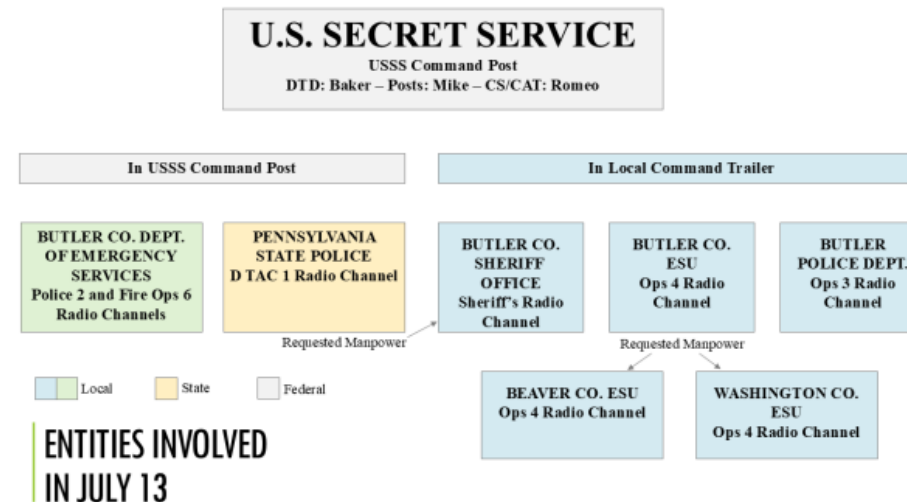 U.S. SECRET SERVICE
USSS Command Post
DTD: Baker – Posts: Mike – CS/CAT: Romeo
In USSS Command Post
In Local Command Trailer
BUTLER CO. DEPT.
OF EMERGENCY
SERVICES
Police 2 and Fire Ops 6
Radio Channels
PENNSYLVANIA
STATE POLICE
D TAC 1 Radio Channel
BUTLER CO.
SHERIFF
OFFICE
Sheriff's Radio
Channel
BUTLER CO.
ESU
Ops 4 Radio
Channel
BUTLER
POLICE DEPT.
Ops 3 Radio
Channel
Requested Manpower
Requested Manpower
Local
State
Federal
BEAVER CO. ESU
Ops 4 Radio Channel
WASHINGTON CO.
ESU
Ops 4 Radio Channel
ENTITIES INVOLVED
IN JULY 13